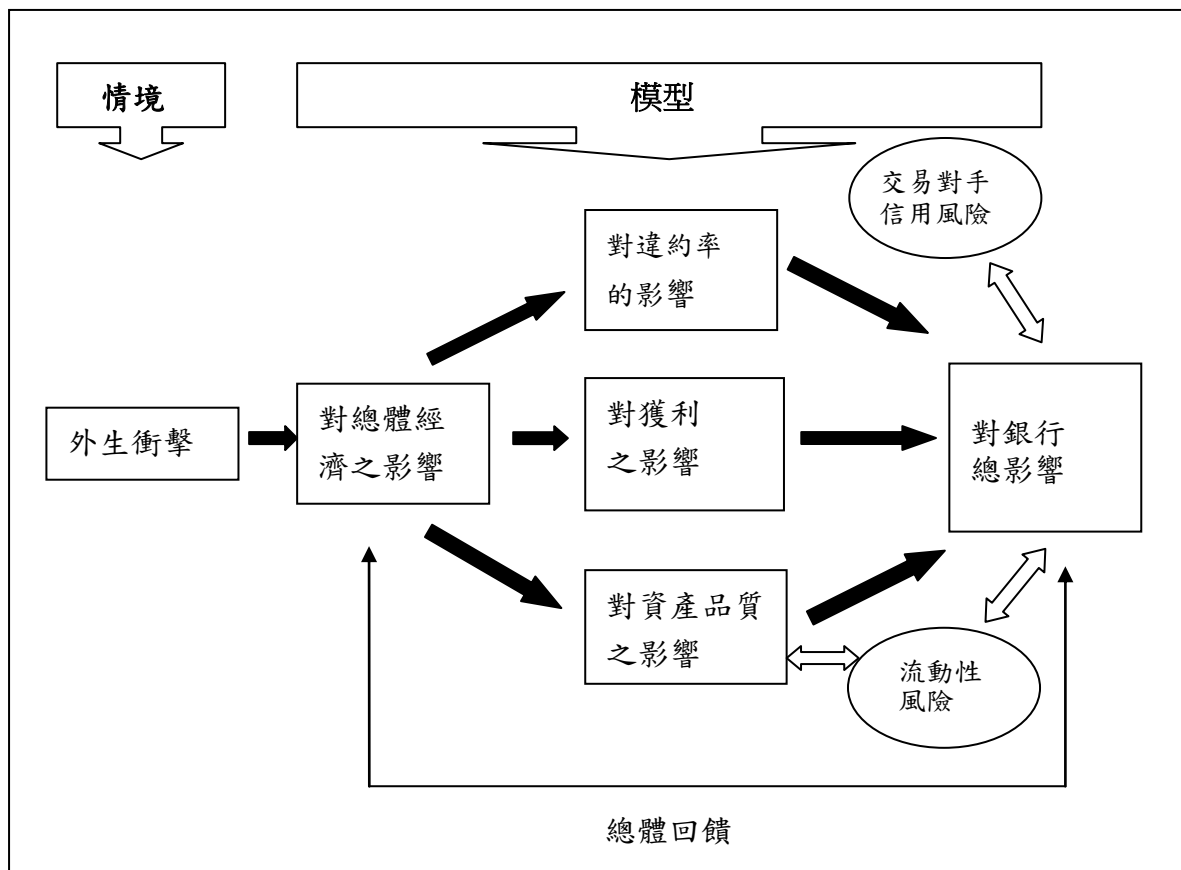 情境
模型
交易對手
信用風險
對違約率
的影響
外生衝擊
對總體經
濟之影響
對獲利
之影響
對銀行
總影響
對資產品質
之影響
流動性
風險
總體回饋